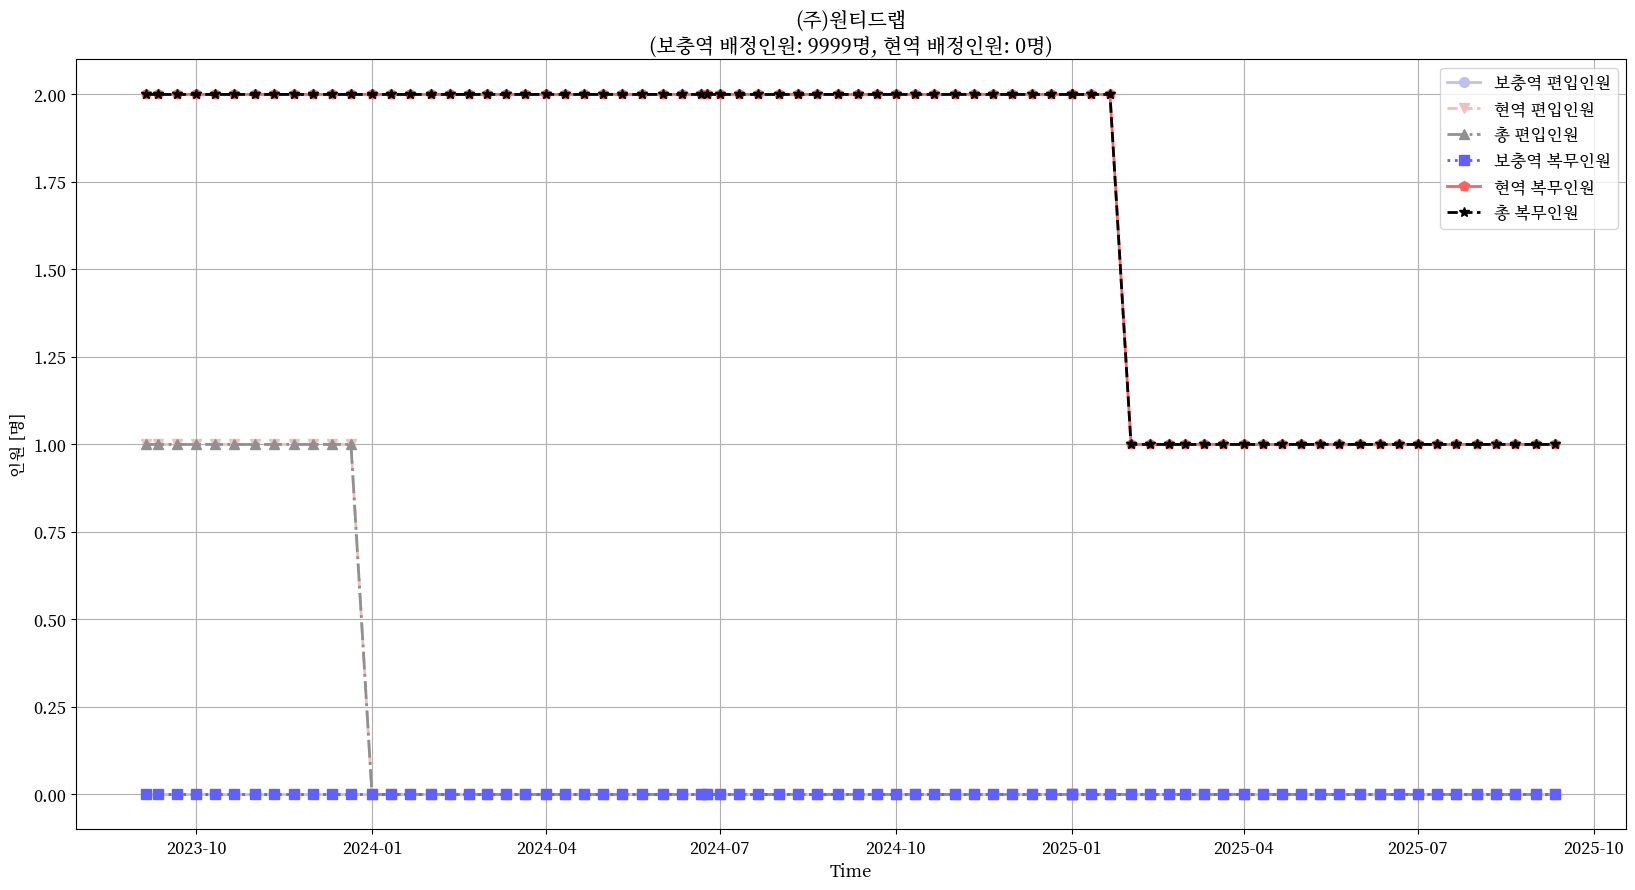 (주)원티드랩
(보충역 배정인원: 9999명, 현역 배정인원: 0명)
2.00
1.75
1.50
1.25
1.00
0.75
0.50
0.25
0.00
인원 [명]
보충역 편입인원
현역 편입인원
총 편입인원
보충역 복무인원
현역 복무인원
총 복무인원
2023-10
2024-01
2024-04
2024-07
2024-10
2025-01
2025-04
2025-07
2025-10
Time